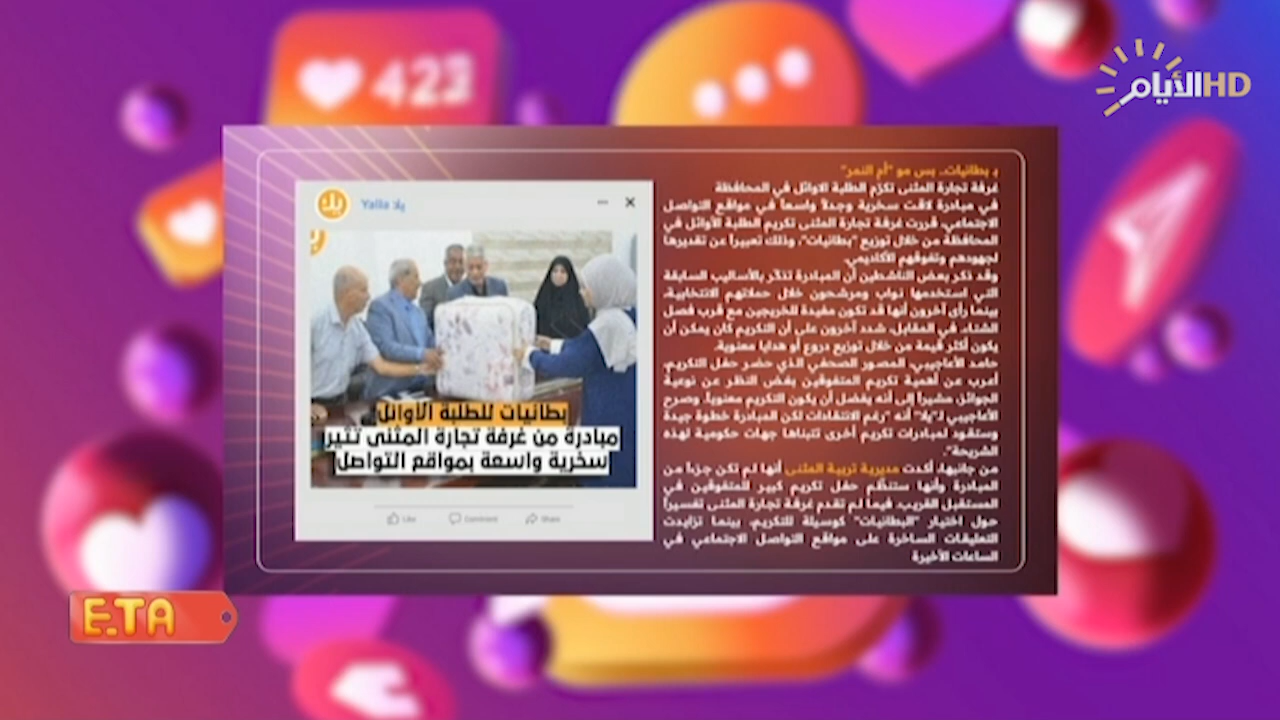 423
الأيام HD
بـ بطانيات.. بس مو "أم النمر"
غرفة تجارة المثنى تكرّم الطلبة الاوائل في المحافظة
في مبادرة لاقت سخرية وجدلاً واسعاً في مواقع التواصل
الاجتماعي، قررت غرفة تجارة المثنى تكريم الطلبة الأوائل في
المحافظة من خلال توزيع "بطانيات"، وذلك تعبيراً عن تقديرها
لجهودهم وتفوقهم الأكاديمي.
وقد ذكر بعض الناشطين أن المبادرة تذكّر بالأساليب السابقة
التي استخدمها نواب ومرشحون خلال حملاتهم الانتخابية،
بينما رأى آخرون أنها قد تكون مفيدة للخريجين مع قرب فصل
الشتاء، في المقابل، شدد آخرون على أن التكريم كان يمكن أن
يكون أكثر قيمة من خلال توزيع دروع أو هدايا معنوية.
حامد الأعاجيبي، المصور الصحفي الذي حضر حفل التكريم،
أعرب عن أهمية تكريم المتفوقين بغض النظر عن نوعية
الجوائز، مشيراً إلى أنه يفضل أن يكون التكريم معنوياً. وصرح
الأعاجيبي لـ"يلا" أنه "رغم الانتقادات لكن المبادرة خطوة جيدة
وستقود لمبادرات تكريم أخرى تتبناها جهات حكومية لهذه
الشريحة".
من جانبها، أكدت مديرية تربية المثنى أنها لم تكن جزءاً من
المبادرة وأنها ستنظّم حفل تكريم كبير للمتفوقين في
المستقبل القريب، فيما لم تقدم غرفة تجارة المثنى تفسيراً
حول اختيار "البطانيات" كوسيلة للتكريم، بينما تزايدت
التعليقات الساخرة على مواقع التواصل الاجتماعي في
الساعات الأخيرة
يلا
Yalla يلا
بطانيات للطلبة الأوائل
مبادرة من غرفة تجارة المثنى تثير
سخرية واسعة بمواقع التواصل
Like Comment Share
E.TA